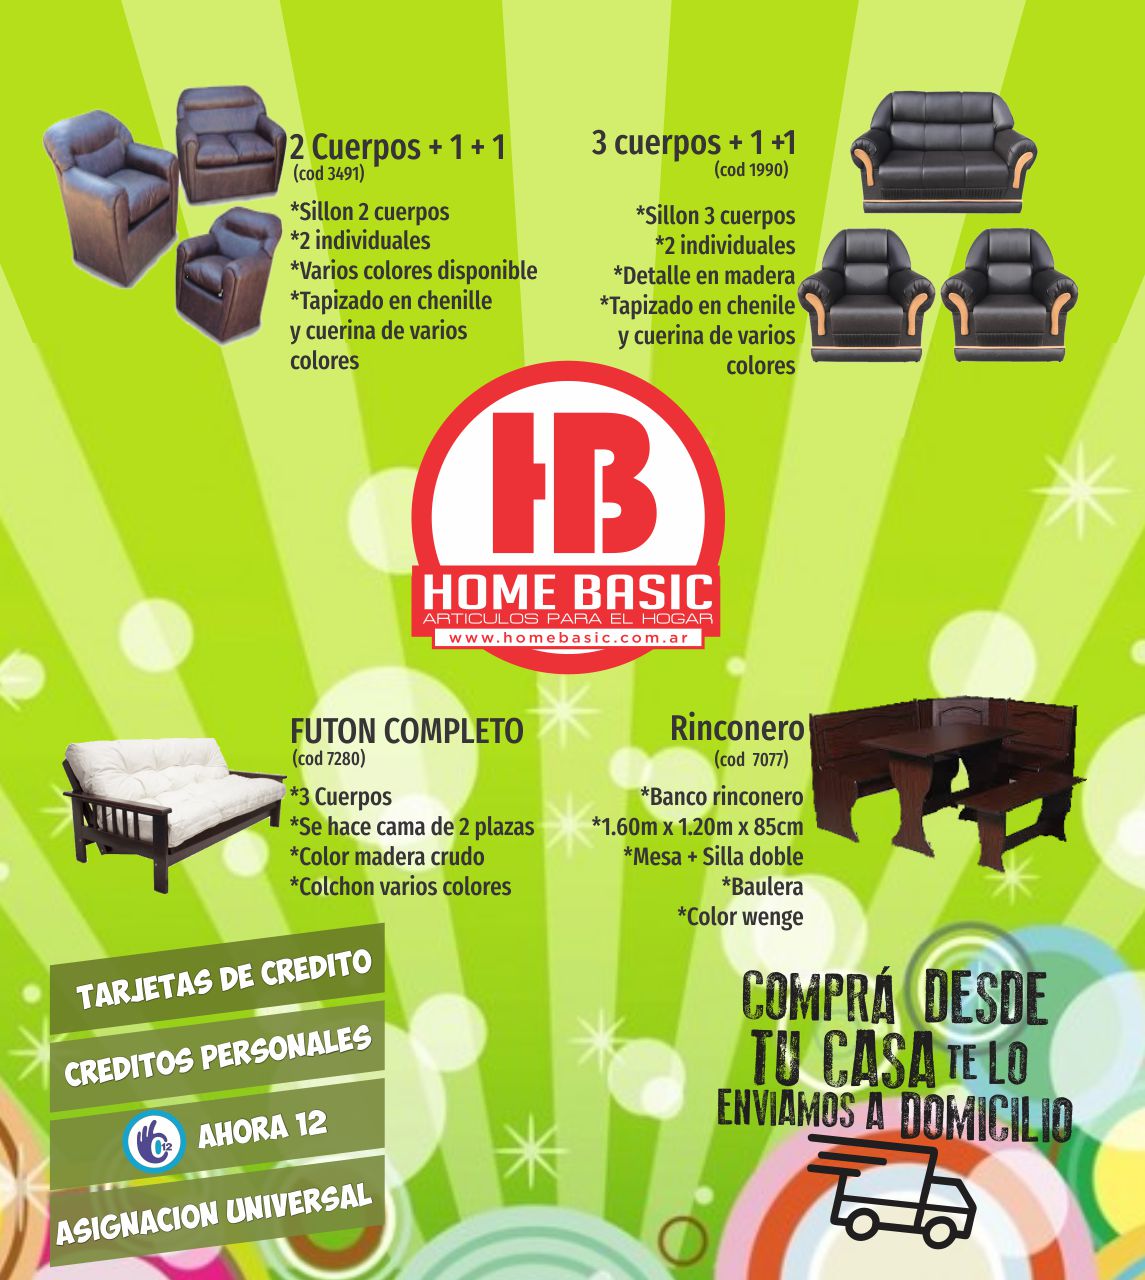 2 Cuerpos + 1 + 1
(cod 3491)
*Sillon 2 cuerpos
*2 individuales
*Varios colores disponible
*Tapizado en chenille
y cuerina de varios
colores
3 cuerpos + 1 +1
(cod 1990)
*Sillon 3 cuerpos
*2 individuales
*Detalle en madera
*Tapizado en chenile
y cuerina de varios
colores
HB
HOME BASIC
ARTICULOS PARA EL HOGAR
www.homebasic.com.ar
FUTON COMPLETO
(cod 7280)
*3 Cuerpos
*Se hace cama de 2 plazas
*Color madera crudo
*Colchon varios colores
Rinconero
(cod 7077)
*Banco rinconero
*1.60m x 1.20m x 85cm
*Mesa + Silla doble
*Baulera
*Color wenge
TARJETAS DE CREDITO
CREDITOS PERSONALES
12 AHORA 12
ASIGNACION UNIVERSAL
COMPRÁ DESDE
TU CASA TE LO
ENVIAMOS A DOMICILIO